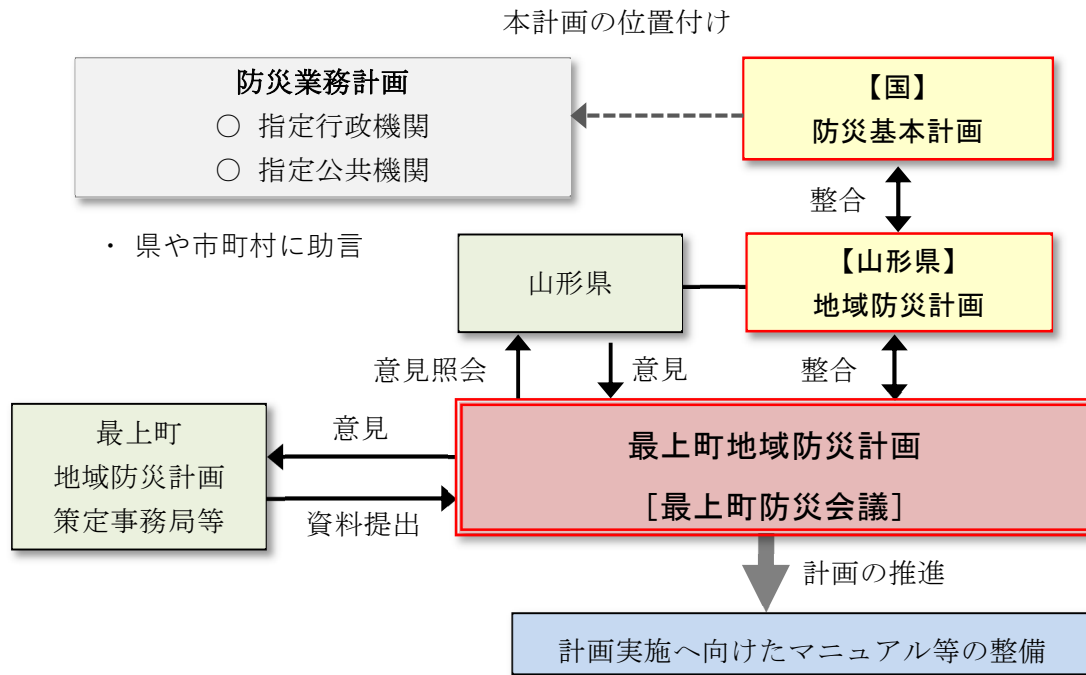 本計画の位置付け
防災業務計画
○ 指定行政機関
○ 指定公共機関
【国】
防災基本計画
整合
・ 県や市町村に助言
山形県
【山形県】
地域防災計画
意見照会
意見
整合
最上町
地域防災計画
策定事務局等
意見
資料提出
最上町地域防災計画
[最上町防災会議]
計画の推進
計画実施へ向けたマニュアル等の整備